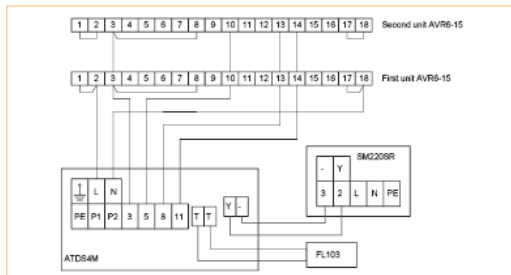 1 2 3 4 5 6 7 8 9 10 11 12 13 14 15 16 17 18 Second unit AVR6-15
1 2 3 4 5 6 7 8 9 10 11 12 13 14 15 16 17 18 First unit AVR6-15
SM220SR
- Y
3 2 L N PE
L N
PE P1 P2 3 5 8 11 T T Y -
ATDS4M
FL103